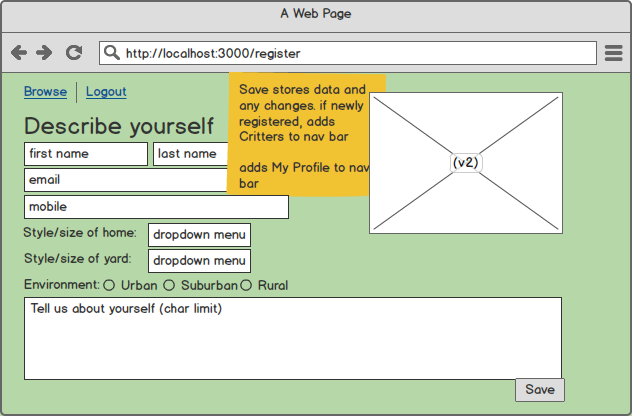 A Web Page
http://localhost:3000/register
Browse
Logout
Save stores data and
any changes. if newly
registered, adds
Critters to nav bar
adds My Profile to nav
bar
Describe yourself
first name
last name
(v2)
email
mobile
Style/size of home:
dropdown menu
Style/size of yard:
dropdown menu
Environment: Urban Suburban Rural
Tell us about yourself (char limit)
Save